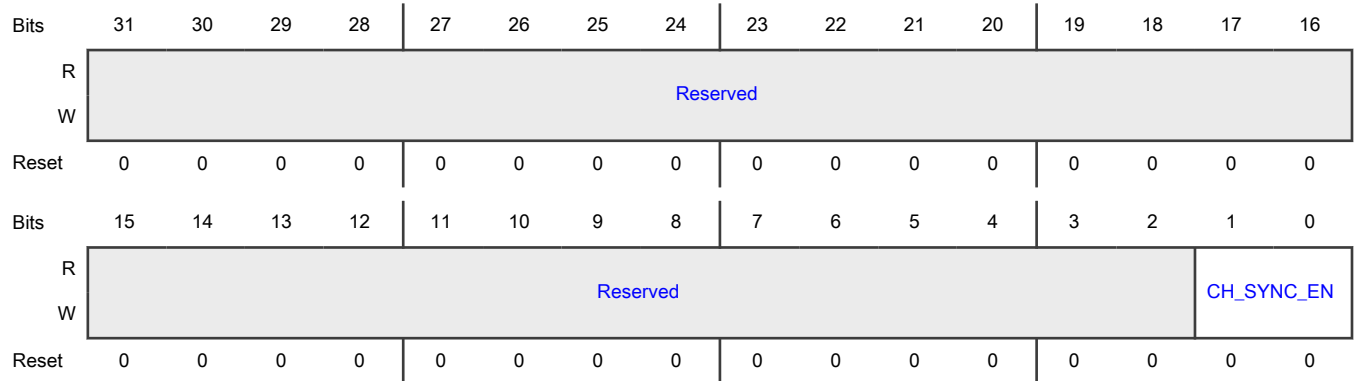 Bits 31 30 29 28 27 26 25 24 23 22 21 20 19 18 17 16
R
Reserved
W
Reset 0 0 0 0 0 0 0 0 0 0 0 0 0 0 0 0
Bits 15 14 13 12 11 10 9 8 7 6 5 4 3 2 1 0
R
Reserved CH_SYNC_EN
W
Reset 0 0 0 0 0 0 0 0 0 0 0 0 0 0 0 0